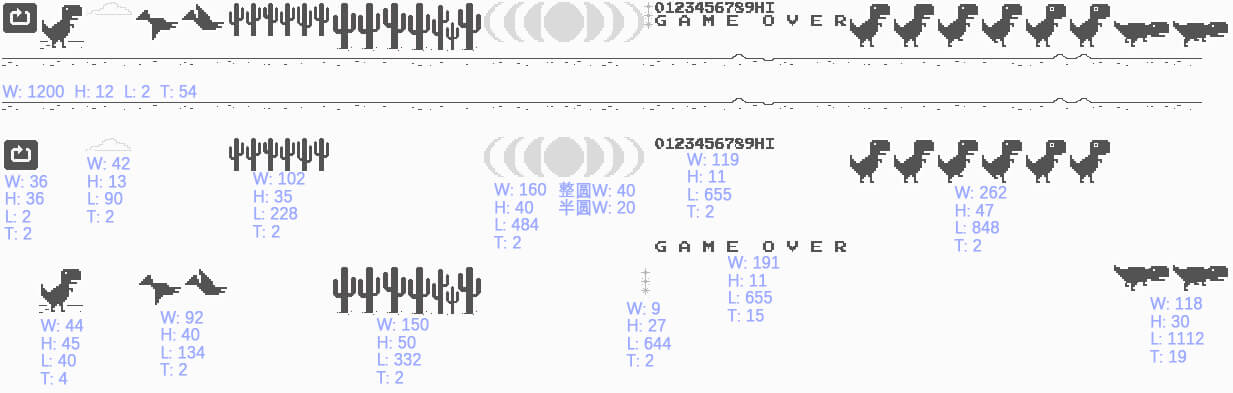 0123456789HI
GAME OVER
W: 1200 H: 12 L: 2 T: 54
0123456789HI
W: 36
H: 36
L: 2
T: 2
W: 42
H: 13
L: 90
T: 2
W: 102
H: 35
L: 228
T: 2
W: 160 整圆W: 40
H: 40 半圆W: 20
L: 484
T: 2
W: 119
H: 11
L: 655
T: 2
W: 262
H: 47
L: 848
T: 2
GAME OVER
W: 191
H: 11
L: 655
T: 15
W: 44
H: 45
L: 40
T: 4
W: 92
H: 40
L: 134
T: 2
W: 150
H: 50
L: 332
T: 2
W: 9
H: 27
L: 644
T: 2
W: 118
H: 30
L: 1112
T: 19